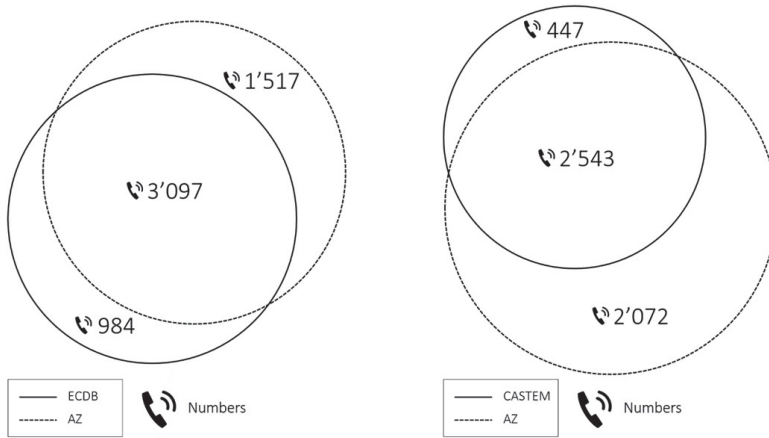 1’517
3’097
984
ECDB
AZ
Numbers
447
2’543
2’072
CASTEM
AZ
Numbers